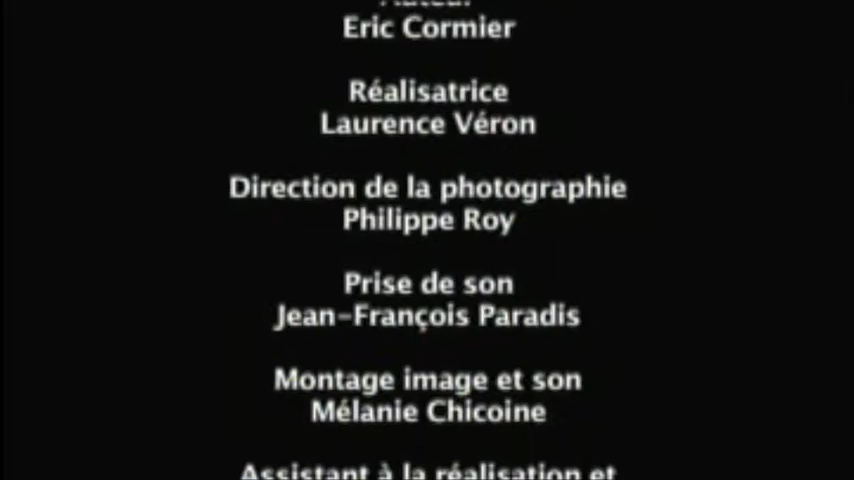 Auteur
Eric Cormier
Réalisatrice
Laurence Véron
Direction de la photographie
Philippe Roy
Prise de son
Jean-François Paradis
Montage image et son
Mélanie Chicoine
Assistant à la réalisation et